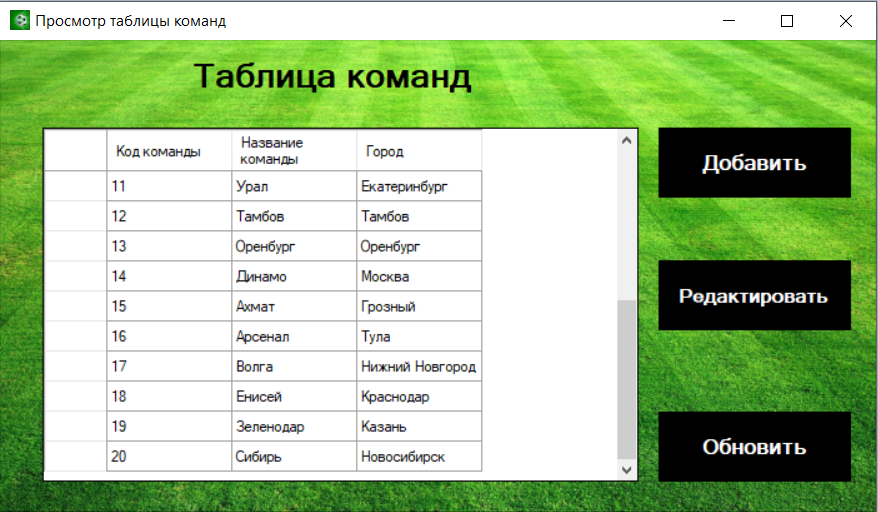 Просмотр таблицы команд
Таблица команд
Код команды Название команды Город
11 Урал Екатеринбург
12 Тамбов Тамбов
13 Оренбург Оренбург
14 Динамо Москва
15 Ахмат Грозный
16 Арсенал Тула
17 Волга Нижний Новгород
18 Енисей Краснодар
19 Зеленодар Казань
20 Сибирь Новосибирск
Добавить
Редактировать
Обновить